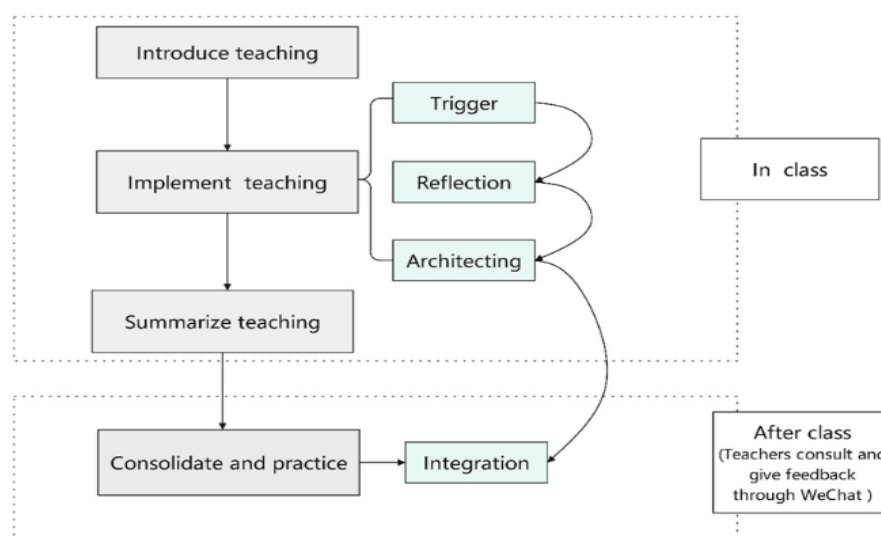 Introduce teaching
Trigger
Implement teaching
Reflection
In class
Architecting
Summarize teaching
Consolidate and practice
Integration
After class
(Teachers consult and
give feedback
through WeChat )